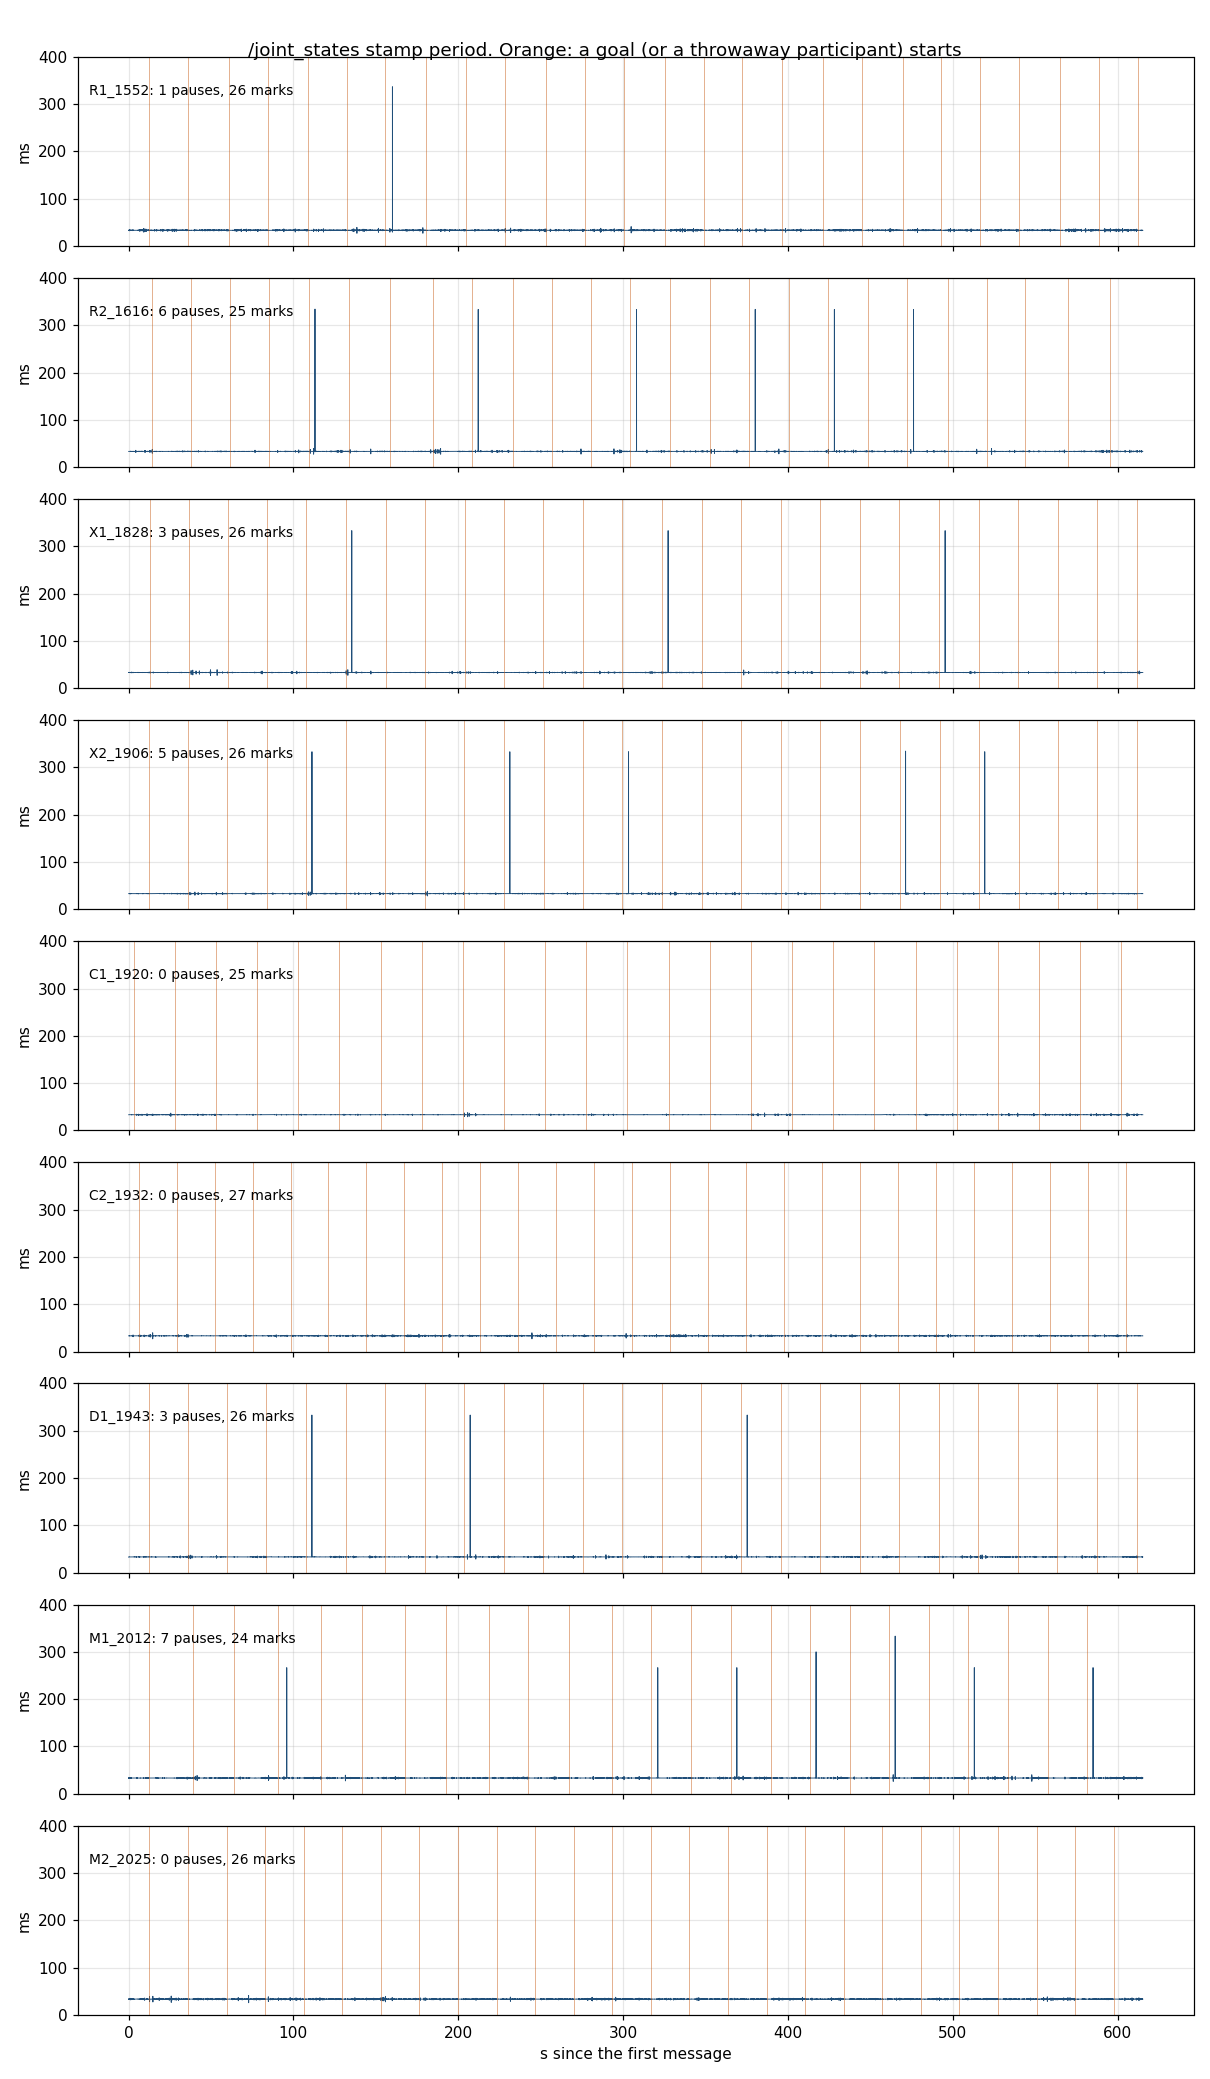 /joint_states stamp period. Orange: a goal (or a throwaway participant) starts
400
R1_1552: 1 pauses, 26 marks
300
ms
200
100
0
400
R2_1616: 6 pauses, 25 marks
300
ms
200
100
0
400
X1_1828: 3 pauses, 26 marks
300
ms
200
100
0
400
X2_1906: 5 pauses, 26 marks
300
ms
200
100
0
400
C1_1920: 0 pauses, 25 marks
300
ms
200
100
0
400
C2_1932: 0 pauses, 27 marks
300
ms
200
100
0
400
D1_1943: 3 pauses, 26 marks
300
ms
200
100
0
400
M1_2012: 7 pauses, 24 marks
300
ms
200
100
0
400
M2_2025: 0 pauses, 26 marks
300
ms
200
100
0
0 100 200 300 400 500 600
s since the first message